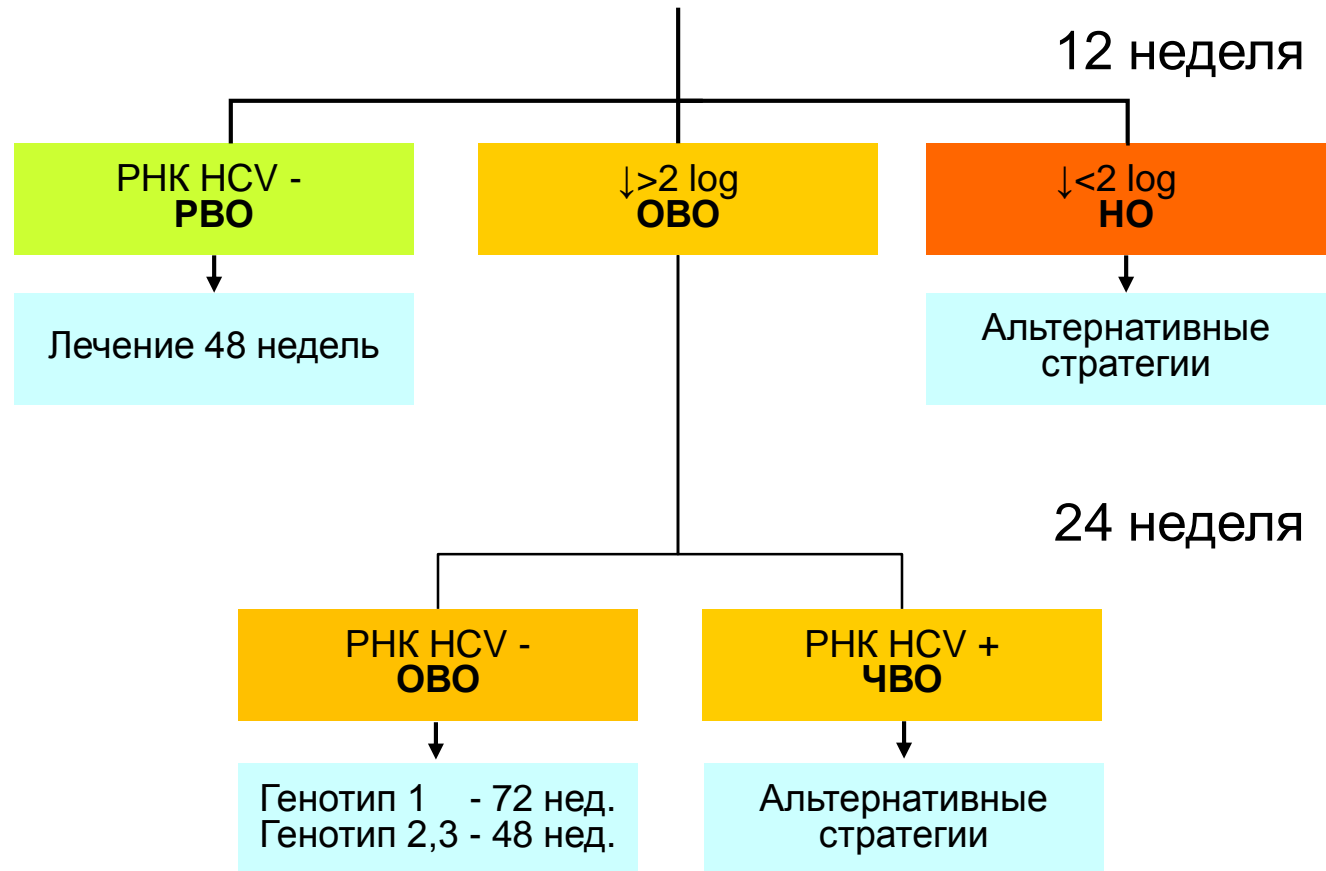 12 неделя
РНК HCV -
РВО
↓>2 log
ОВО
↓<2 log
НО
Лечение 48 недель
Альтернативные
стратегии
24 неделя
РНК HCV -
ОВО
РНК HCV +
ЧВО
Генотип 1 - 72 нед.
Генотип 2,3 - 48 нед.
Альтернативные
стратегии